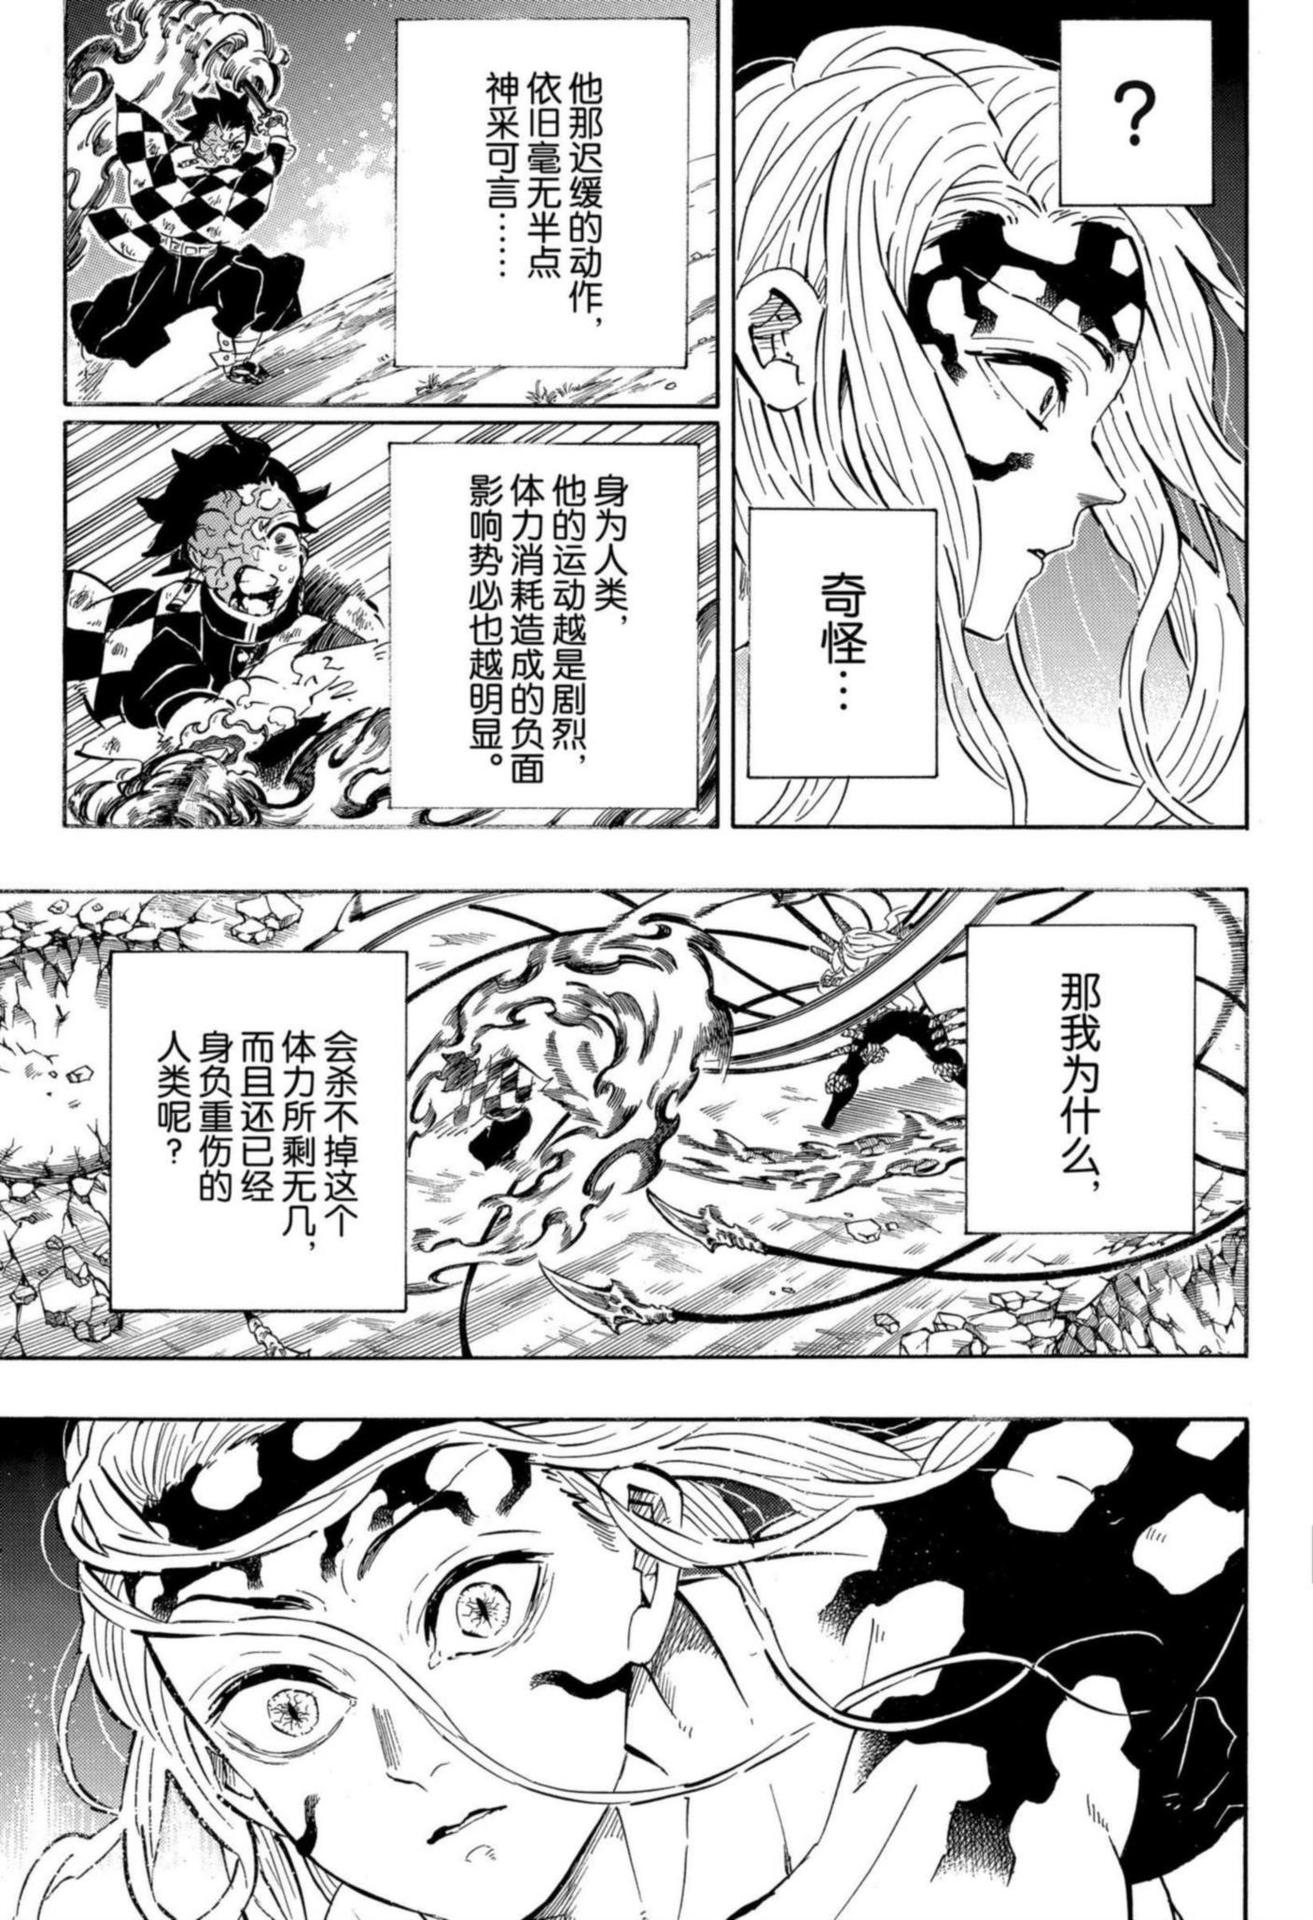 ？
奇怪…
他那迟缓的动作，
依旧毫无半点
神采可言……
身为人类，
他的运动越是剧烈，
体力消耗造成的负面
影响势必也越明显。
那我为什么，
会杀不掉这个
体力所剩无几，
而且还已经
身负重伤的
人类呢？